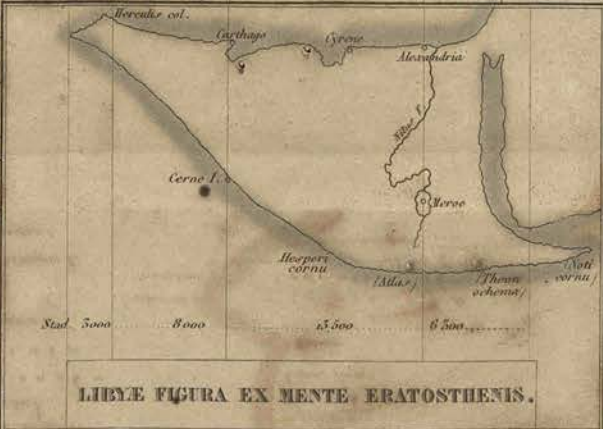 Herculis col.
Carthago
Cyrene
Alexandria
Nilus f.
Cerne I.
Meroe
Hesperi
cornu
(Atlas)
(Theon
ochema)
(Noti
cornu)
Stad. 3000 8000 13500 6300
LIBYÆ FIGURA EX MENTE ERATOSTHENIS.